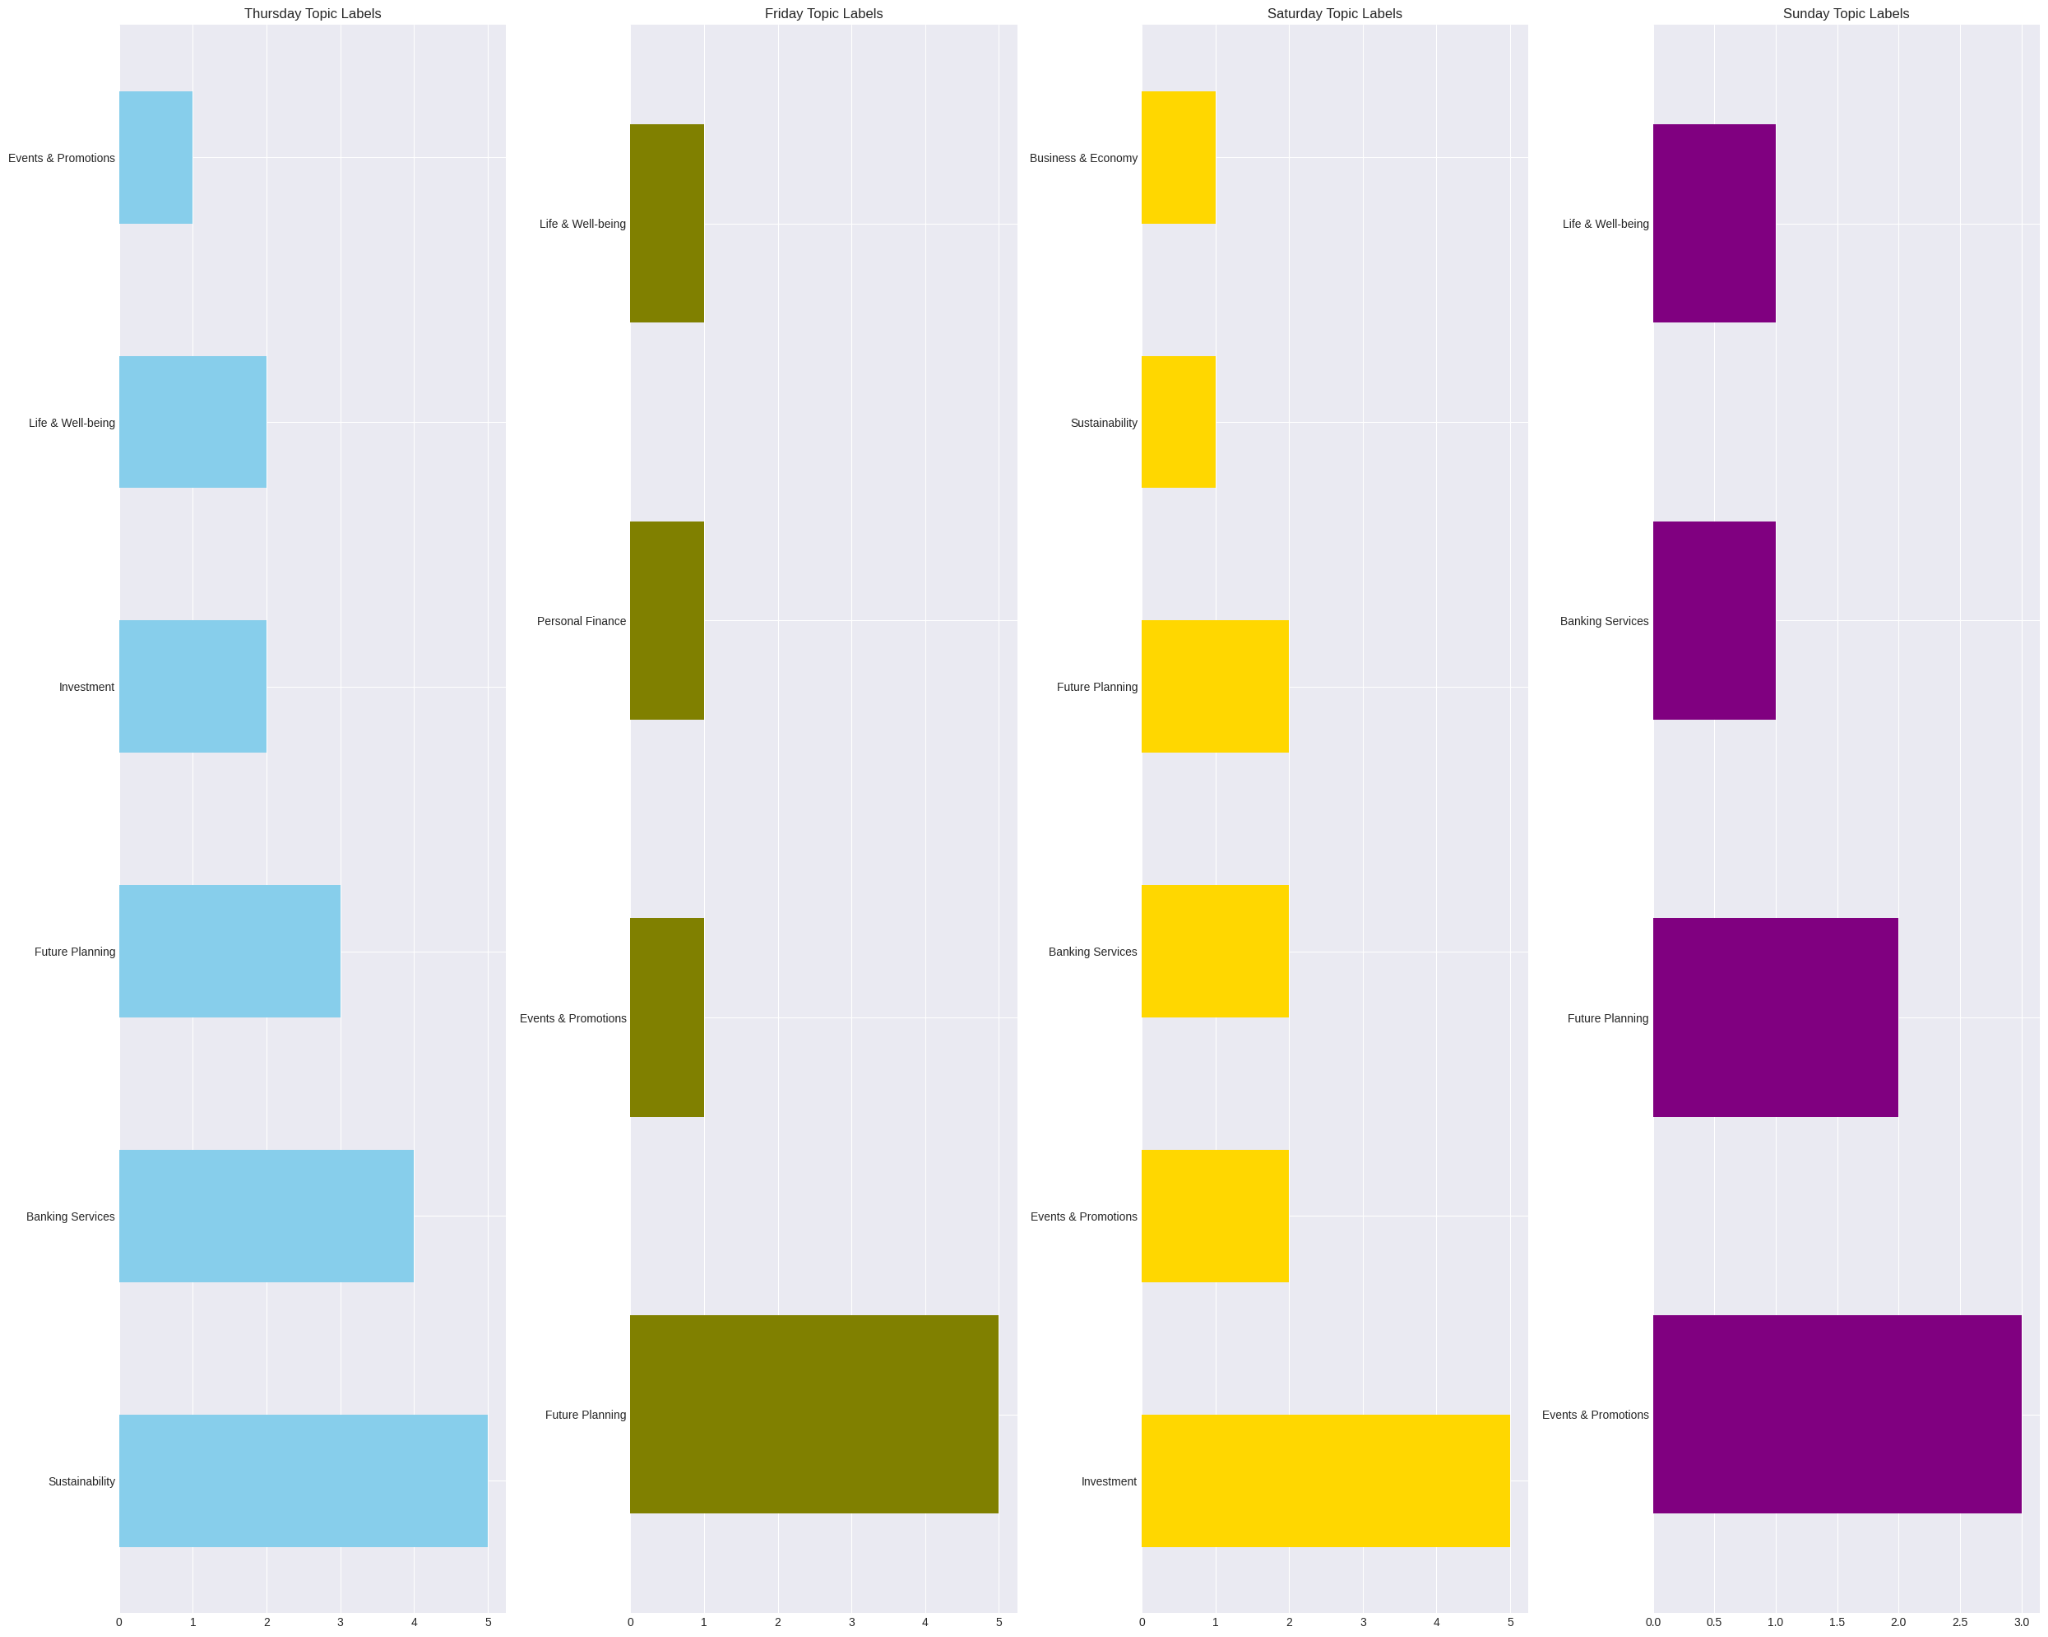 Thursday Topic Labels
Events & Promotions
Life & Well-being
Investment
Future Planning
Banking Services
Sustainability
0 1 2 3 4 5
Friday Topic Labels
Life & Well-being
Personal Finance
Events & Promotions
Future Planning
0 1 2 3 4 5
Saturday Topic Labels
Business & Economy
Sustainability
Future Planning
Banking Services
Events & Promotions
Investment
0 1 2 3 4 5
Sunday Topic Labels
Life & Well-being
Banking Services
Future Planning
Events & Promotions
0.0 0.5 1.0 1.5 2.0 2.5 3.0